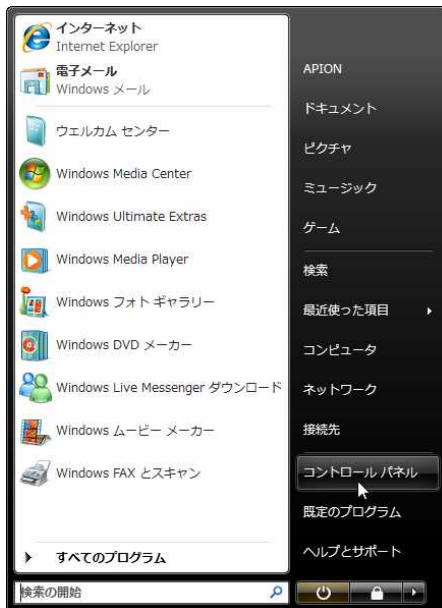 インターネット
Internet Explorer
電子メール
Windows メール
ウェルカム センター
Windows Media Center
Windows Ultimate Extras
Windows Media Player
Windows フォト ギャラリー
Windows DVD メーカー
Windows Live Messenger ダウンロード
Windows ムービー メーカー
Windows FAX とスキャン
すべてのプログラム
検索の開始
APION
ドキュメント
ピクチャ
ミュージック
ゲーム
検索
最近使った項目
コンピュータ
ネットワーク
接続先
コントロール パネル
既定のプログラム
ヘルプとサポート